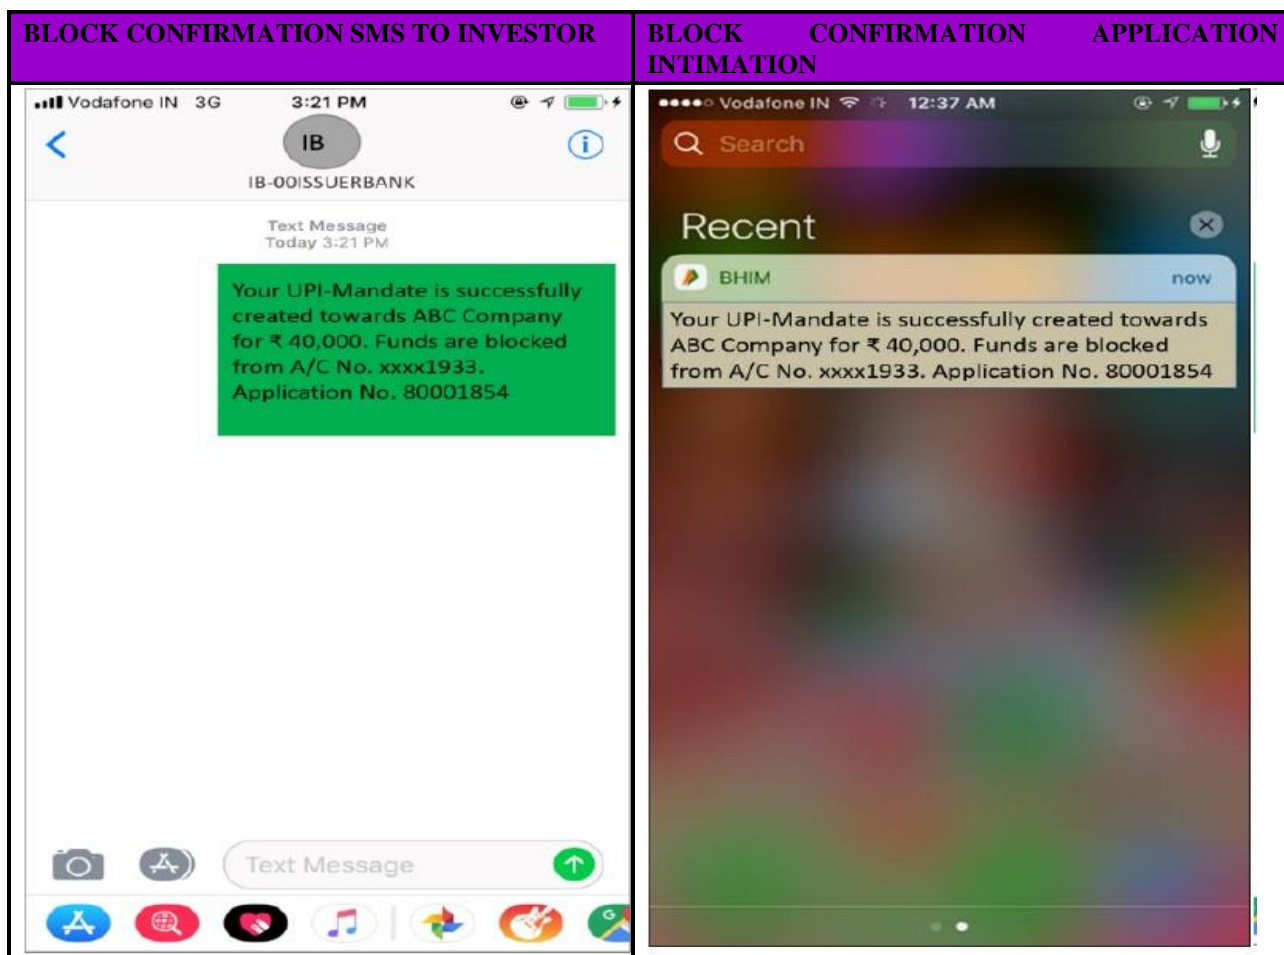 BLOCK CONFIRMATION SMS TO INVESTOR
BLOCK CONFIRMATION APPLICATION
INTIMATION
Vodafone IN 3G 3:21 PM
IB
IB-00ISSUERBANK
Text Message
Today 3:21 PM
Your UPI-Mandate is successfully
created towards ABC Company
for ₹ 40,000. Funds are blocked
from A/C No. xxxx1933.
Application No. 80001854
Text Message
Vodafone IN 12:37 AM
Search
Recent
BHIM now
Your UPI-Mandate is successfully created towards
ABC Company for ₹ 40,000. Funds are blocked
from A/C No. xxxx1933. Application No. 80001854